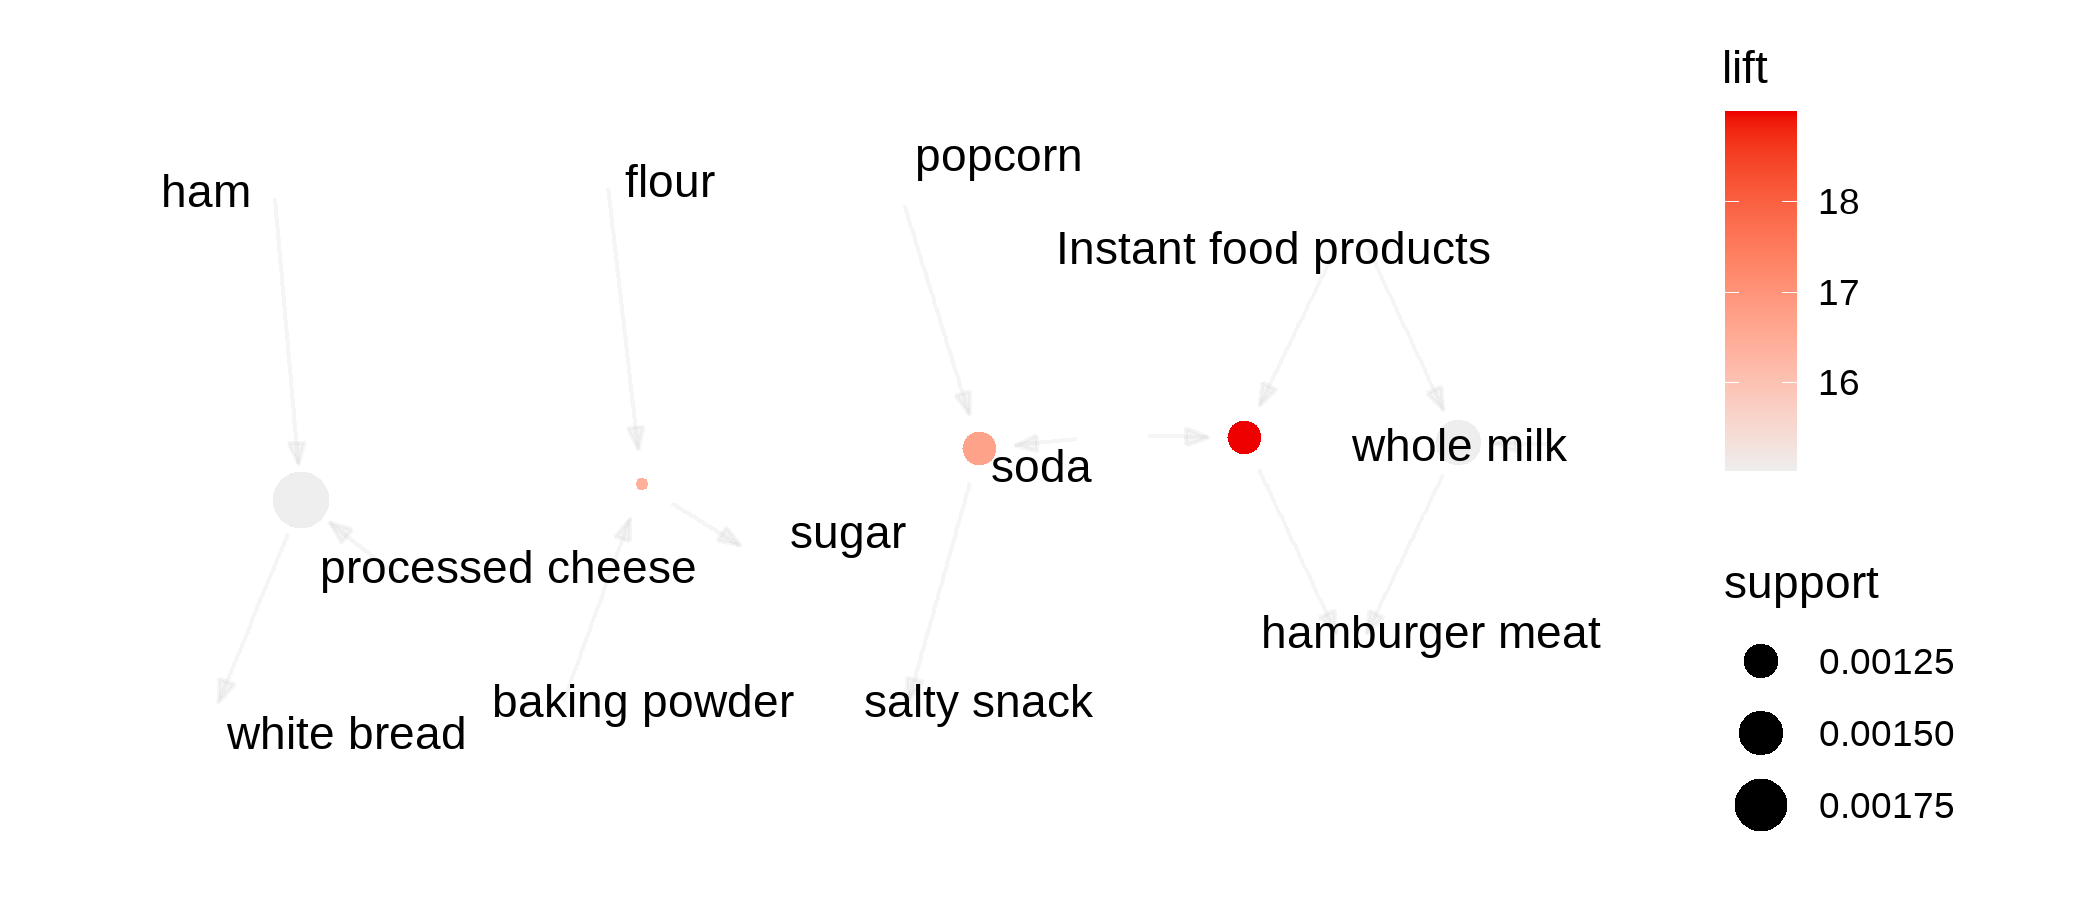 popcorn
flour
ham
Instant food products
whole milk
soda
sugar
processed cheese
hamburger meat
baking powder
salty snack
white bread
lift
18
17
16
support
0.00125
0.00150
0.00175